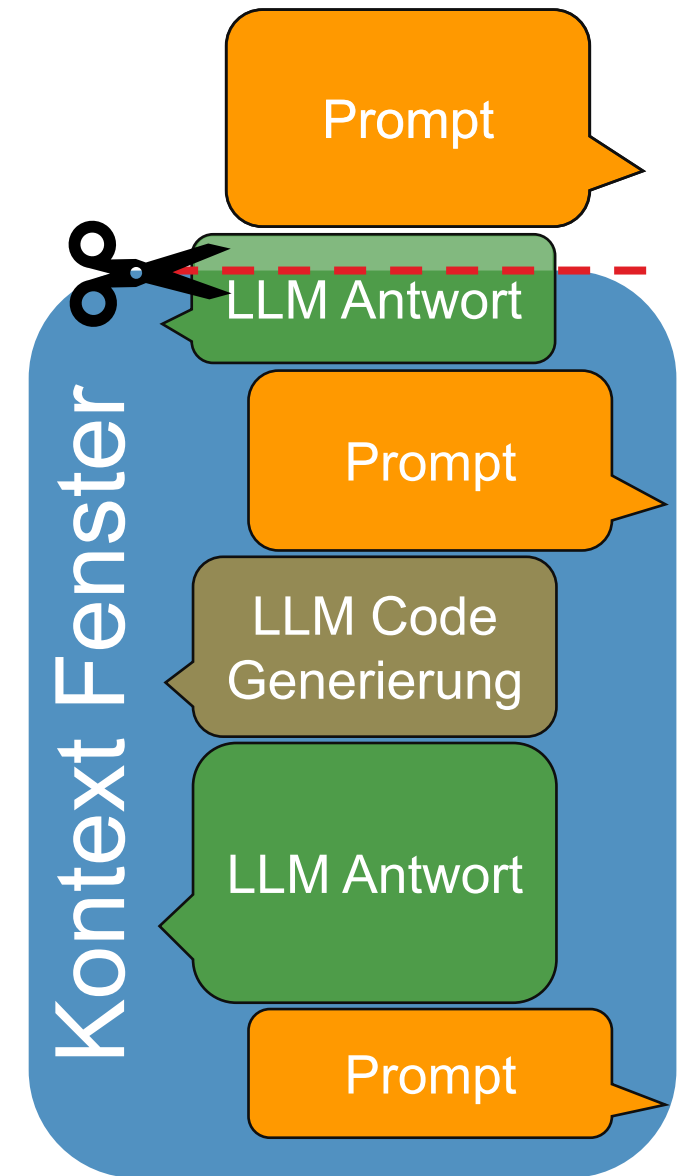 Prompt
LLM Antwort
Prompt
LLM Code
Generierung
LLM Antwort
Prompt
Kontext Fenster